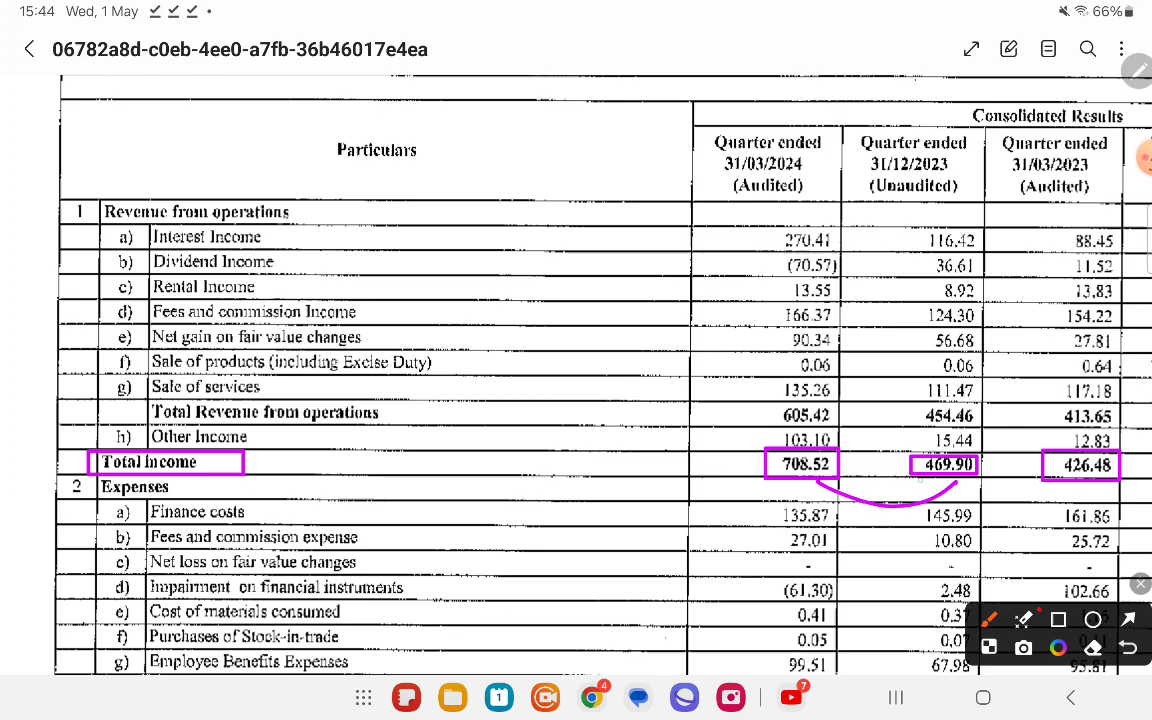 15:44 Wed, 1 May
66%
06782a8d-c0eb-4ee0-a7fb-36b46017e4ea
Particulars
Consolidated Results
Quarter ended 31/03/2024 (Audited)
Quarter ended 31/12/2023 (Unaudited)
Quarter ended 31/03/2023 (Audited)
1 Revenue from operations
a) Interest Income 270.41 116.42 88.45
b) Dividend Income (70.57) 36.61 11.52
c) Rental Income 13.55 8.92 13.83
d) Fees and commission Income 166.37 124.30 154.22
e) Net gain on fair value changes 90.34 56.68 27.81
f) Sale of products (including Excise Duty) 0.06 0.06 0.64
g) Sale of services 135.26 111.47 117.18
Total Revenue from operations 605.42 454.46 413.65
h) Other Income 103.10 15.44 12.83
Total Income 708.52 469.90 426.48
2 Expenses
a) Finance costs 135.87 145.99 161.86
b) Fees and commission expense 27.01 10.80 25.72
c) Net loss on fair value changes - - -
d) Impairment on financial instruments (61.30) 2.48 102.66
e) Cost of materials consumed 0.41 0.37
f) Purchases of Stock-in-trade 0.05 0.07
g) Employee Benefits Expenses 99.51 67.98 95.81
1
4
7